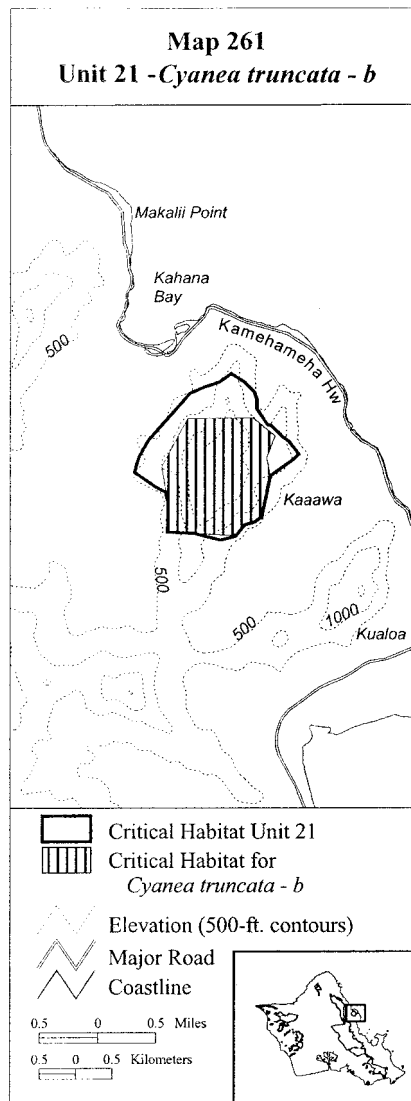 Map 261
Unit 21 -Cyanea truncata - b
Makalii Point
Kahana
Bay
500
Kamehameha Hw
Kaaawa
500
500
1000
Kualoa
Critical Habitat Unit 21
Critical Habitat for
Cyanea truncata - b
Elevation (500-ft. contours)
Major Road
Coastline
0.5 0 0.5 Miles
0.5 0 0.5 Kilometers